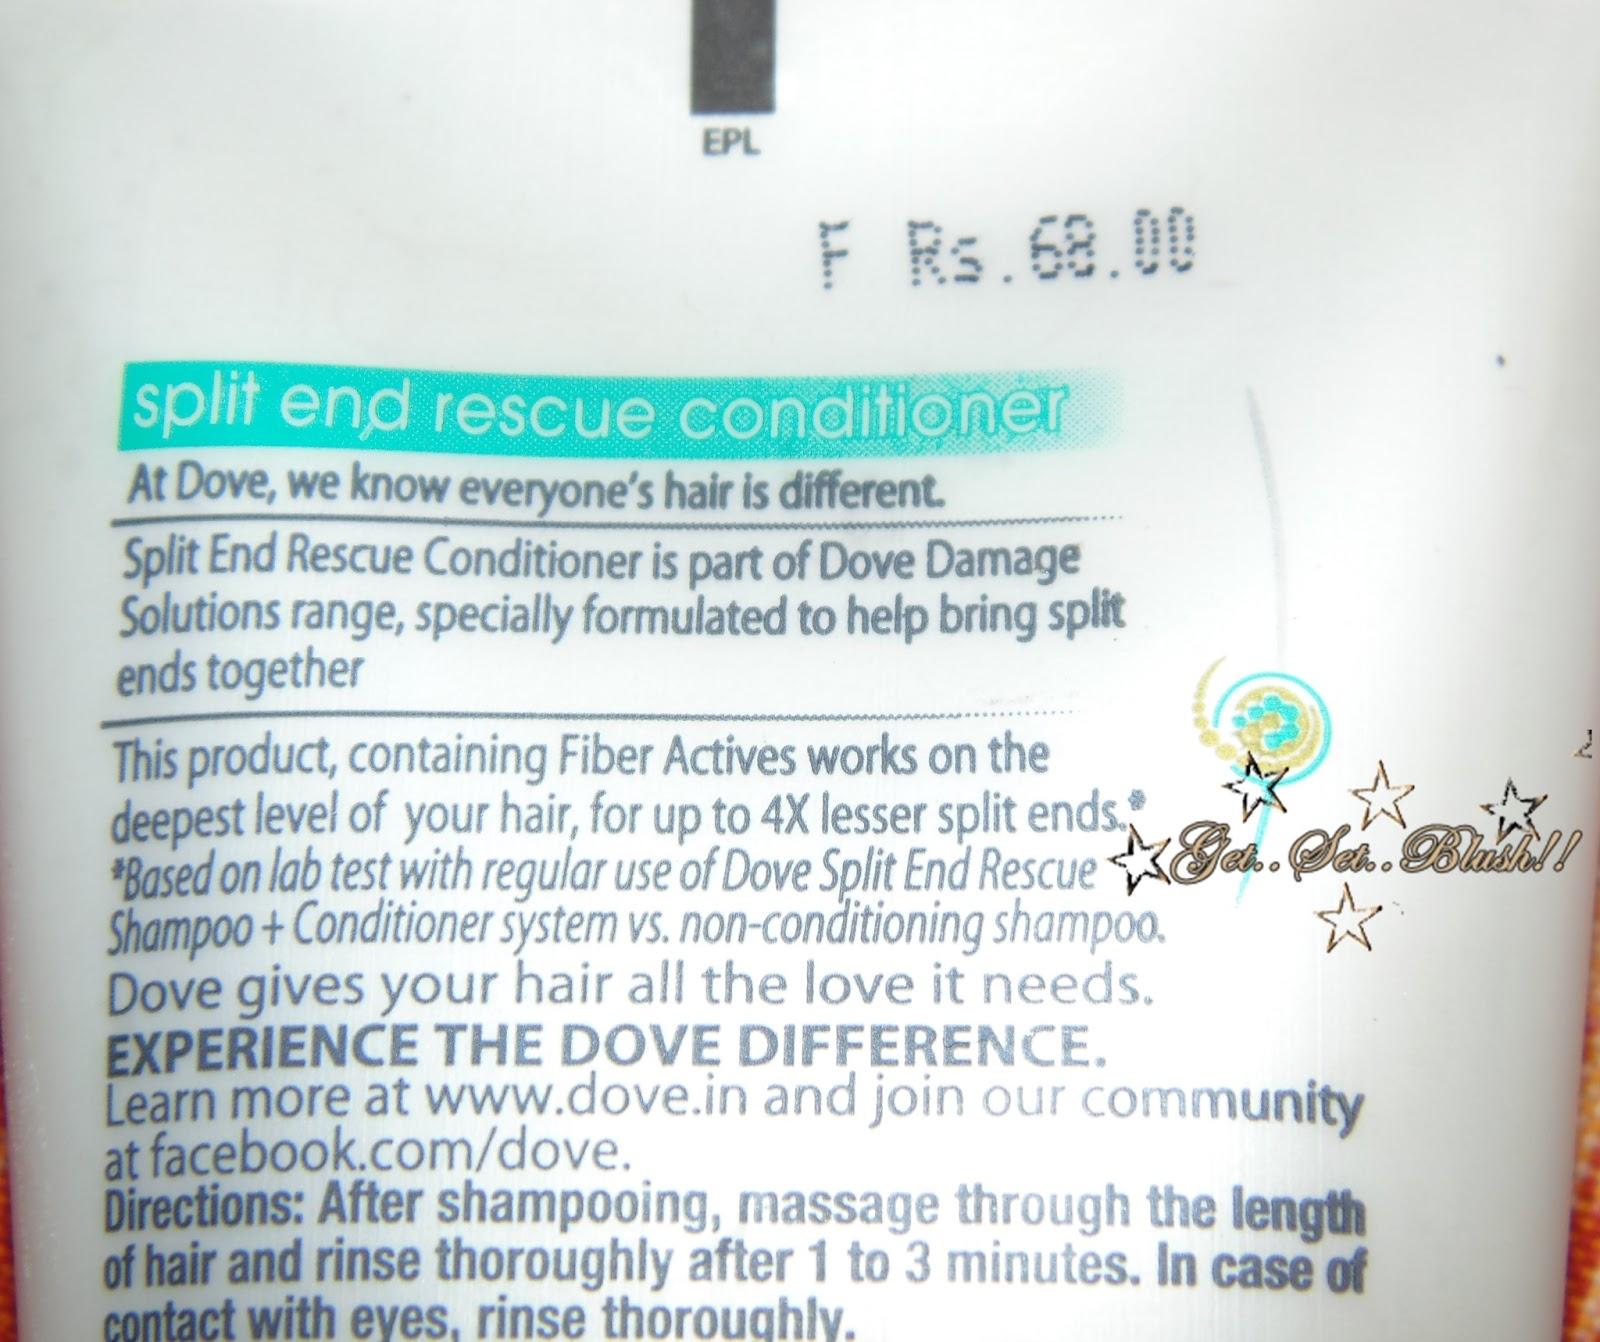 EPL
F Rs.68.00
split end rescue conditioner
At Dove, we know everyone's hair is different.
Split End Rescue Conditioner is part of Dove Damage
Solutions range, specially formulated to help bring split
ends together
This product, containing Fiber Actives works on the
deepest level of your hair, for up to 4X lesser split ends.*
*Based on lab test with regular use of Dove Split End Rescue
Shampoo + Conditioner system vs. non-conditioning shampoo.
Get.. Set.. Blush!!
Dove gives your hair all the love it needs.
EXPERIENCE THE DOVE DIFFERENCE.
Learn more at www.dove.in and join our community
at facebook.com/dove.
Directions: After shampooing, massage through the length
of hair and rinse thoroughly after 1 to 3 minutes. In case of
contact with eyes, rinse thoroughly.